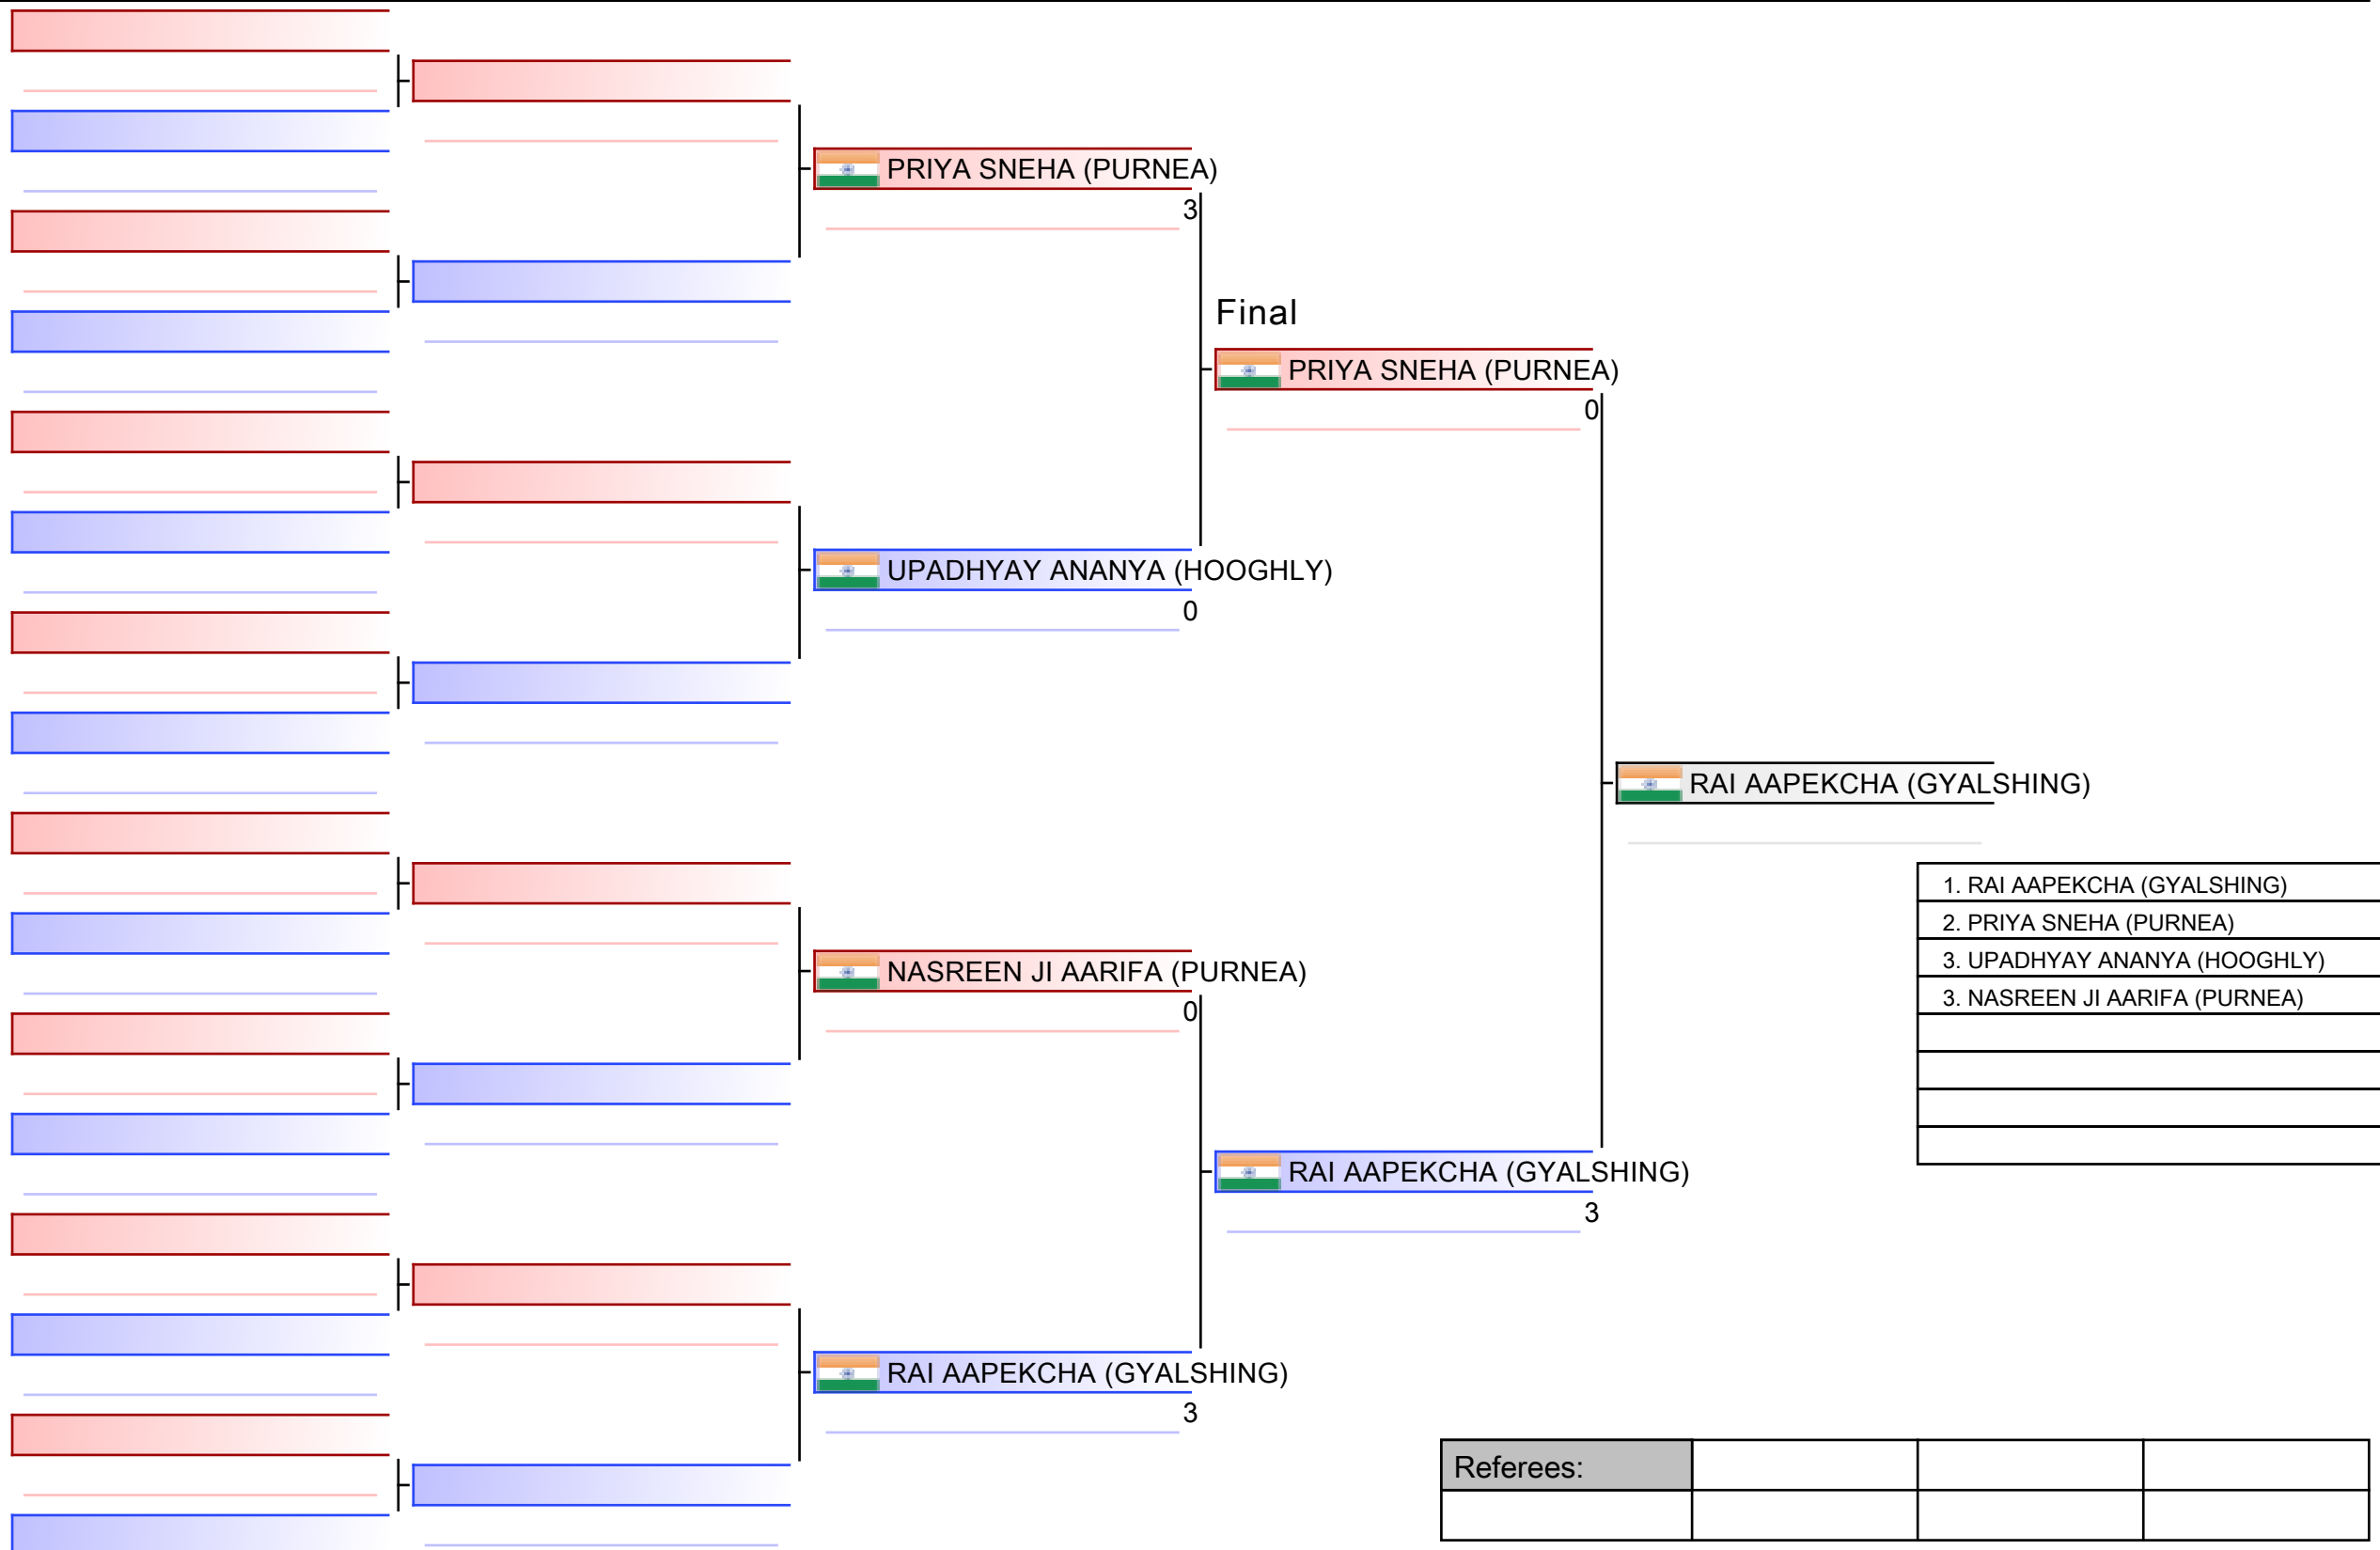 PRIYA SNEHA (PURNEA)
3
Final
PRIYA SNEHA (PURNEA)
0
UPADHYAY ANANYA (HOOGHLY)
0
RAI AAPEKCHA (GYALSHING)
1. RAI AAPEKCHA (GYALSHING)
2. PRIYA SNEHA (PURNEA)
3. UPADHYAY ANANYA (HOOGHLY)
3. NASREEN JI AARIFA (PURNEA)
NASREEN JI AARIFA (PURNEA)
0
RAI AAPEKCHA (GYALSHING)
3
RAI AAPEKCHA (GYALSHING)
3
Referees: